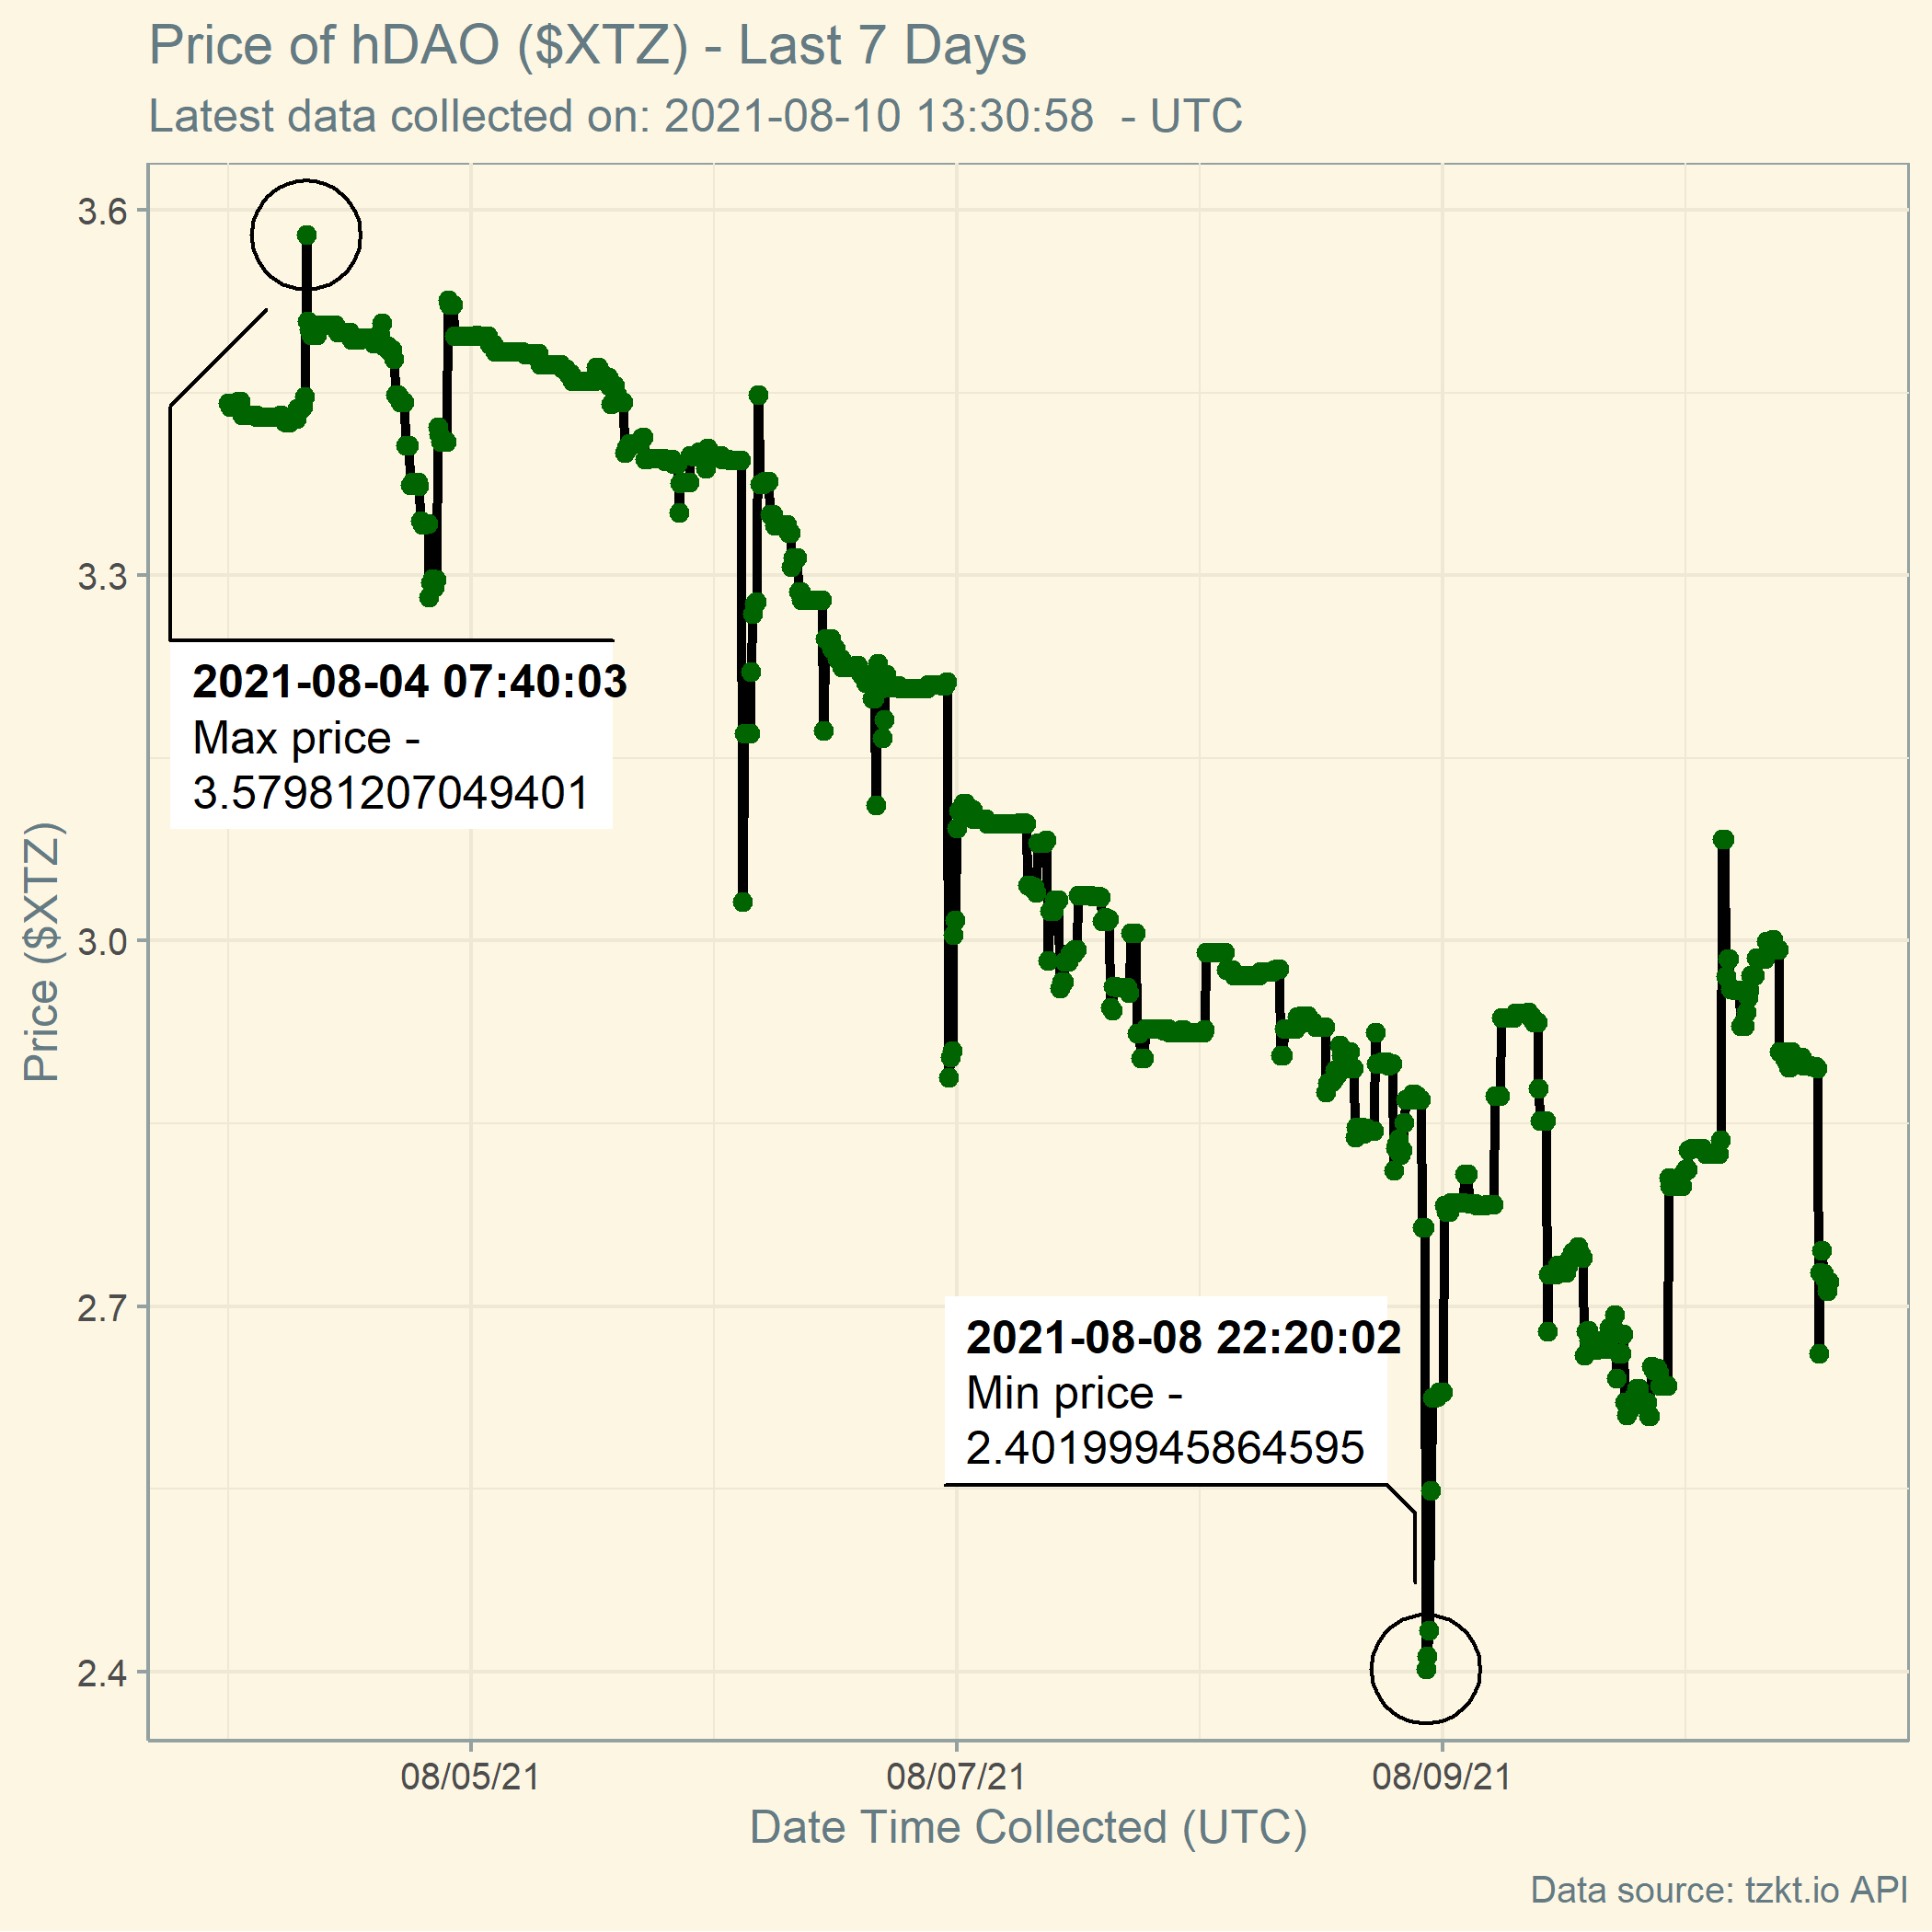 Price of hDAO ($XTZ) - Last 7 Days
Latest data collected on: 2021-08-10 13:30:58  - UTC
3.6
3.3
3.0
2.7
2.4
Price ($XTZ)
2021-08-04 07:40:03
Max price -
3.57981207049401
2021-08-08 22:20:02
Min price -
2.40199945864595
08/05/21
08/07/21
08/09/21
Date Time Collected (UTC)
Data source: tzkt.io API